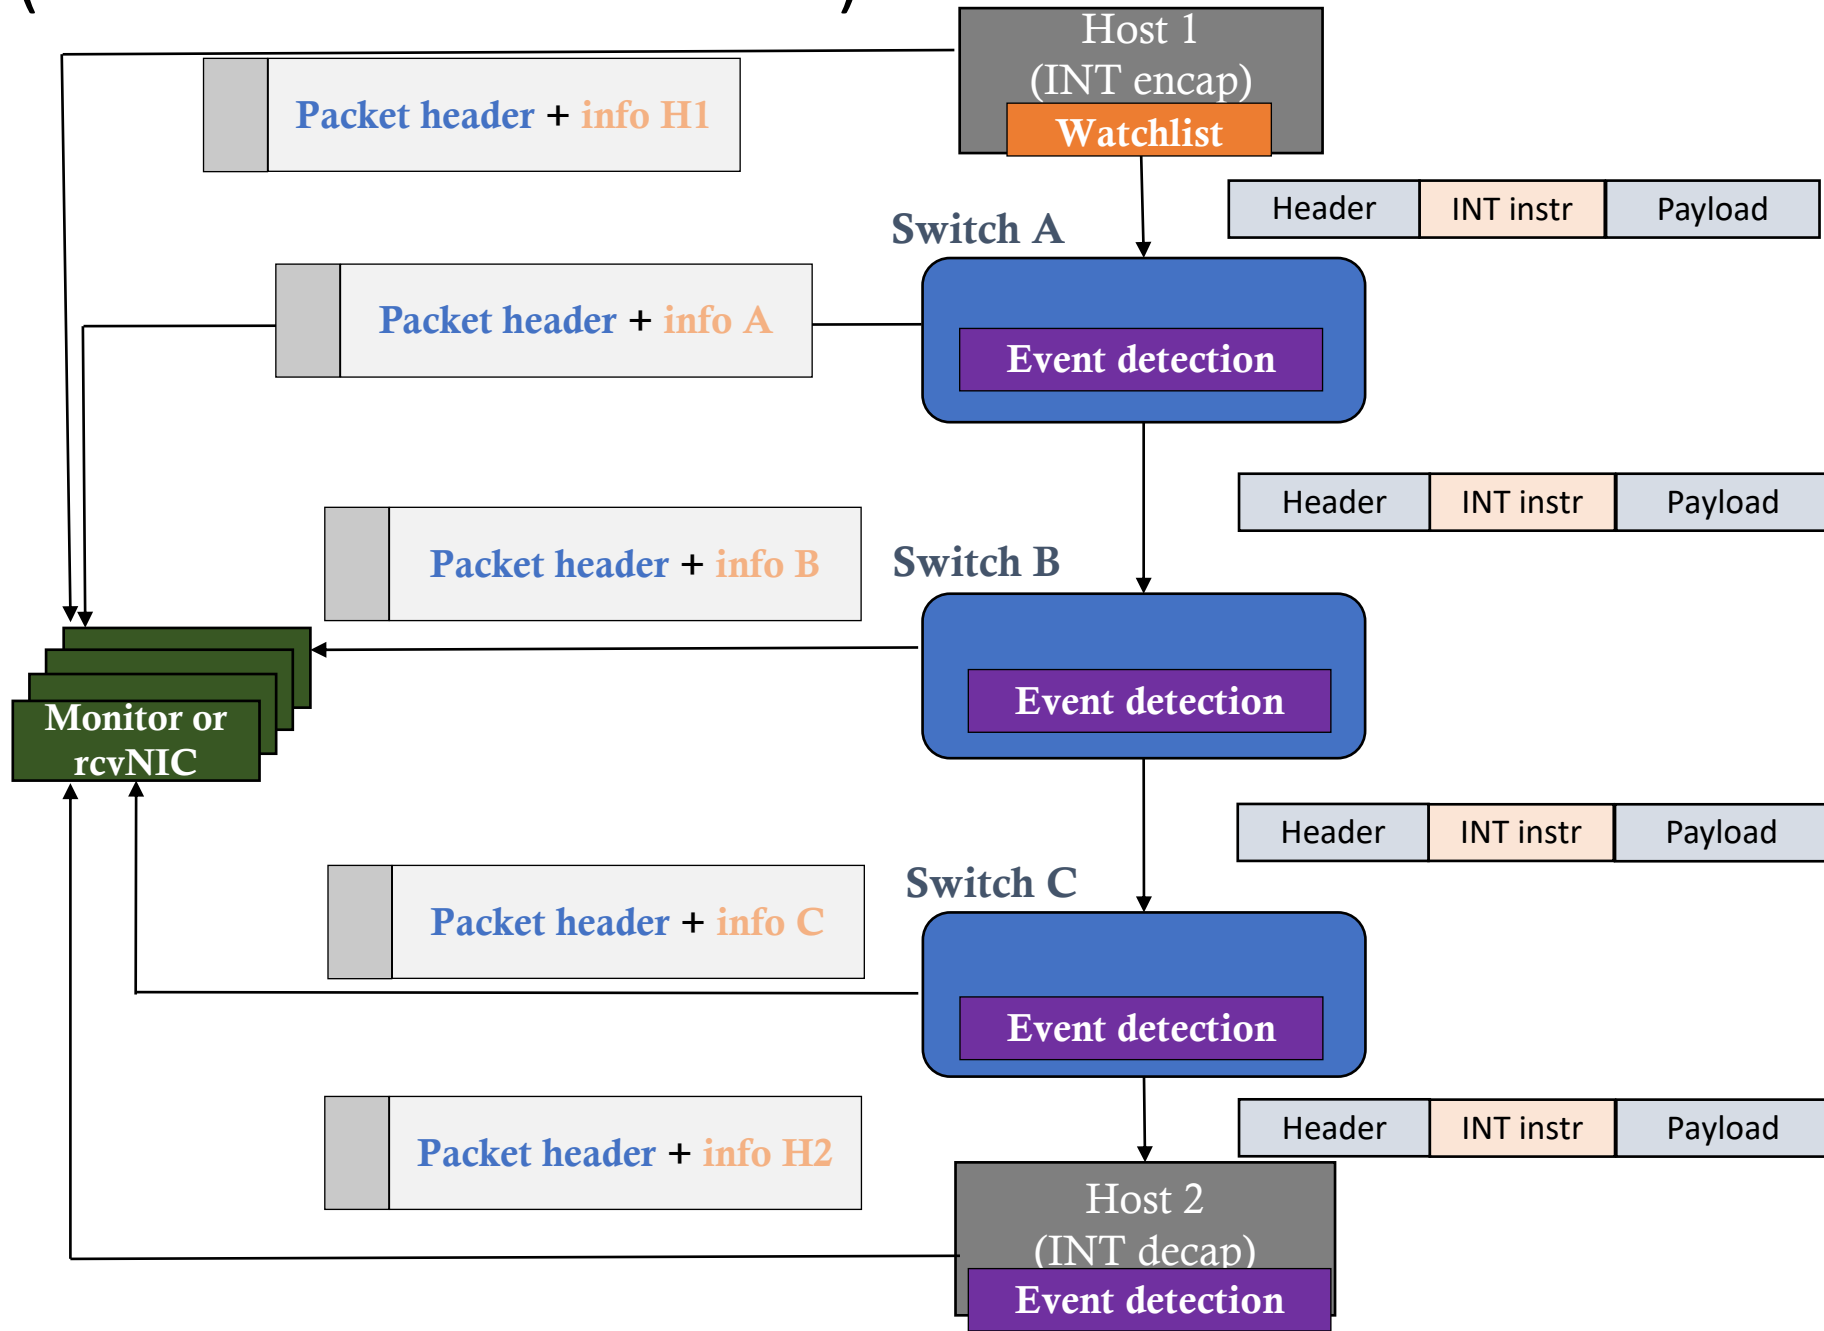 Host 1
(INT encap)
Watchlist
Packet header + info H1
Header INT instr Payload
Switch A
Packet header + info A
Event detection
Header INT instr Payload
Switch B
Packet header + info B
Event detection
Monitor or
rcvNIC
Header INT instr Payload
Switch C
Packet header + info C
Event detection
Header INT instr Payload
Packet header + info H2
Host 2
(INT decap)
Event detection